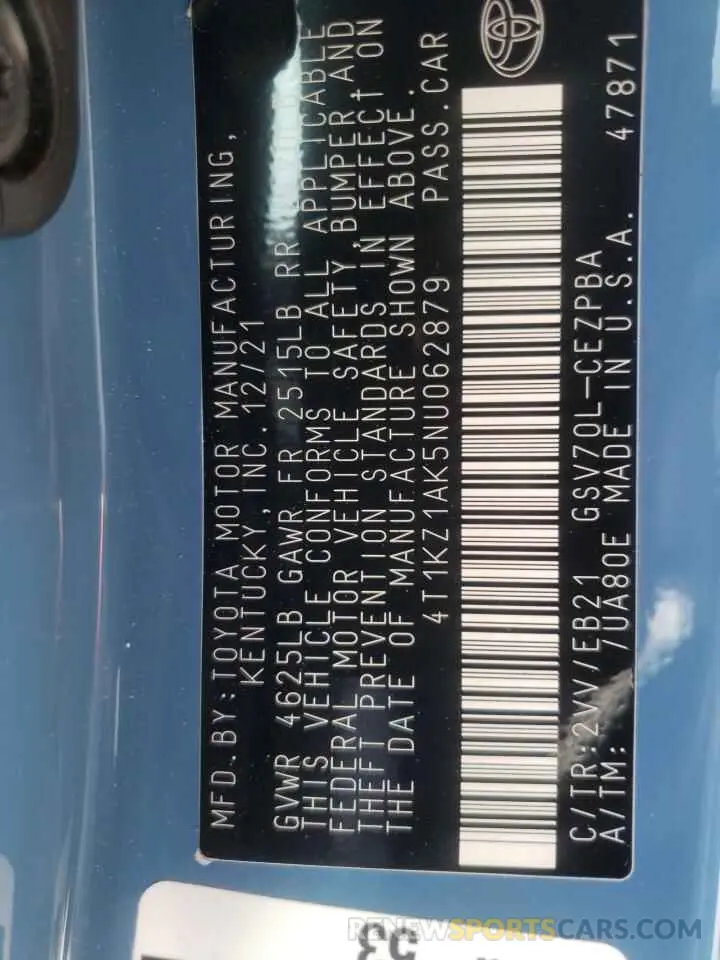 MFD. BY: TOYOTA MOTOR MANUFACTURING,
KENTUCKY, INC. 12/21
GVWR 4625LB GAWR FR 2515LB RR
THIS VEHICLE CONFORMS TO ALL APPLICABLE
FEDERAL MOTOR VEHICLE SAFETY, BUMPER, AND
THEFT PREVENTION STANDARDS IN EFFECT ON
THE DATE OF MANUFACTURE SHOWN ABOVE.
4T1KZ1AK5NU062879 PASS. CAR
C/TR: 2VV/EB21 GSV70L-CEZPBA
A/TM: /UA80E MADE IN U.S.A. 47871
53
RENEWSPORTSCARS.COM